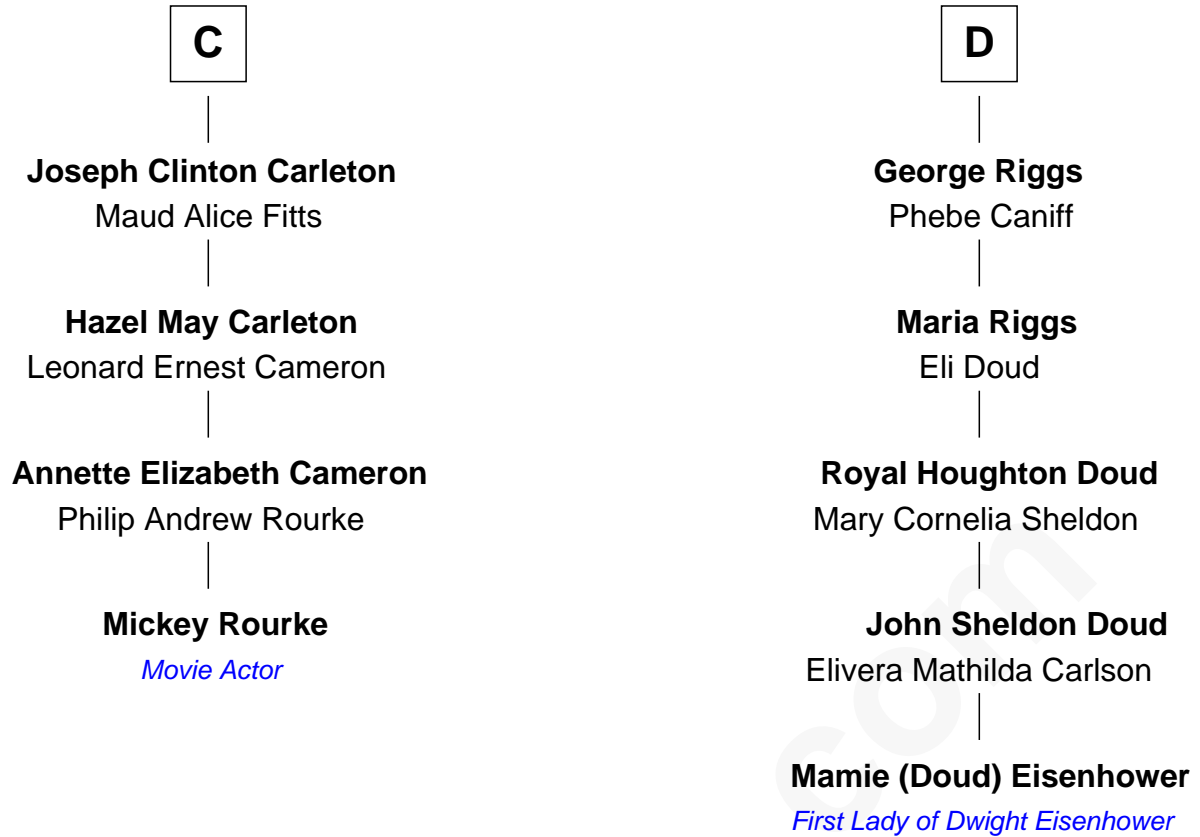 C
Joseph Clinton Carleton
Maud Alice Fitts
Hazel May Carleton
Leonard Ernest Cameron
Annette Elizabeth Cameron
Philip Andrew Rourke
Mickey Rourke
Movie Actor
D
George Riggs
Phebe Caniff
Maria Riggs
Eli Doud
Royal Houghton Doud
Mary Cornelia Sheldon
John Sheldon Doud
Elivera Mathilda Carlson
Mamie (Doud) Eisenhower
First Lady of Dwight Eisenhower
com